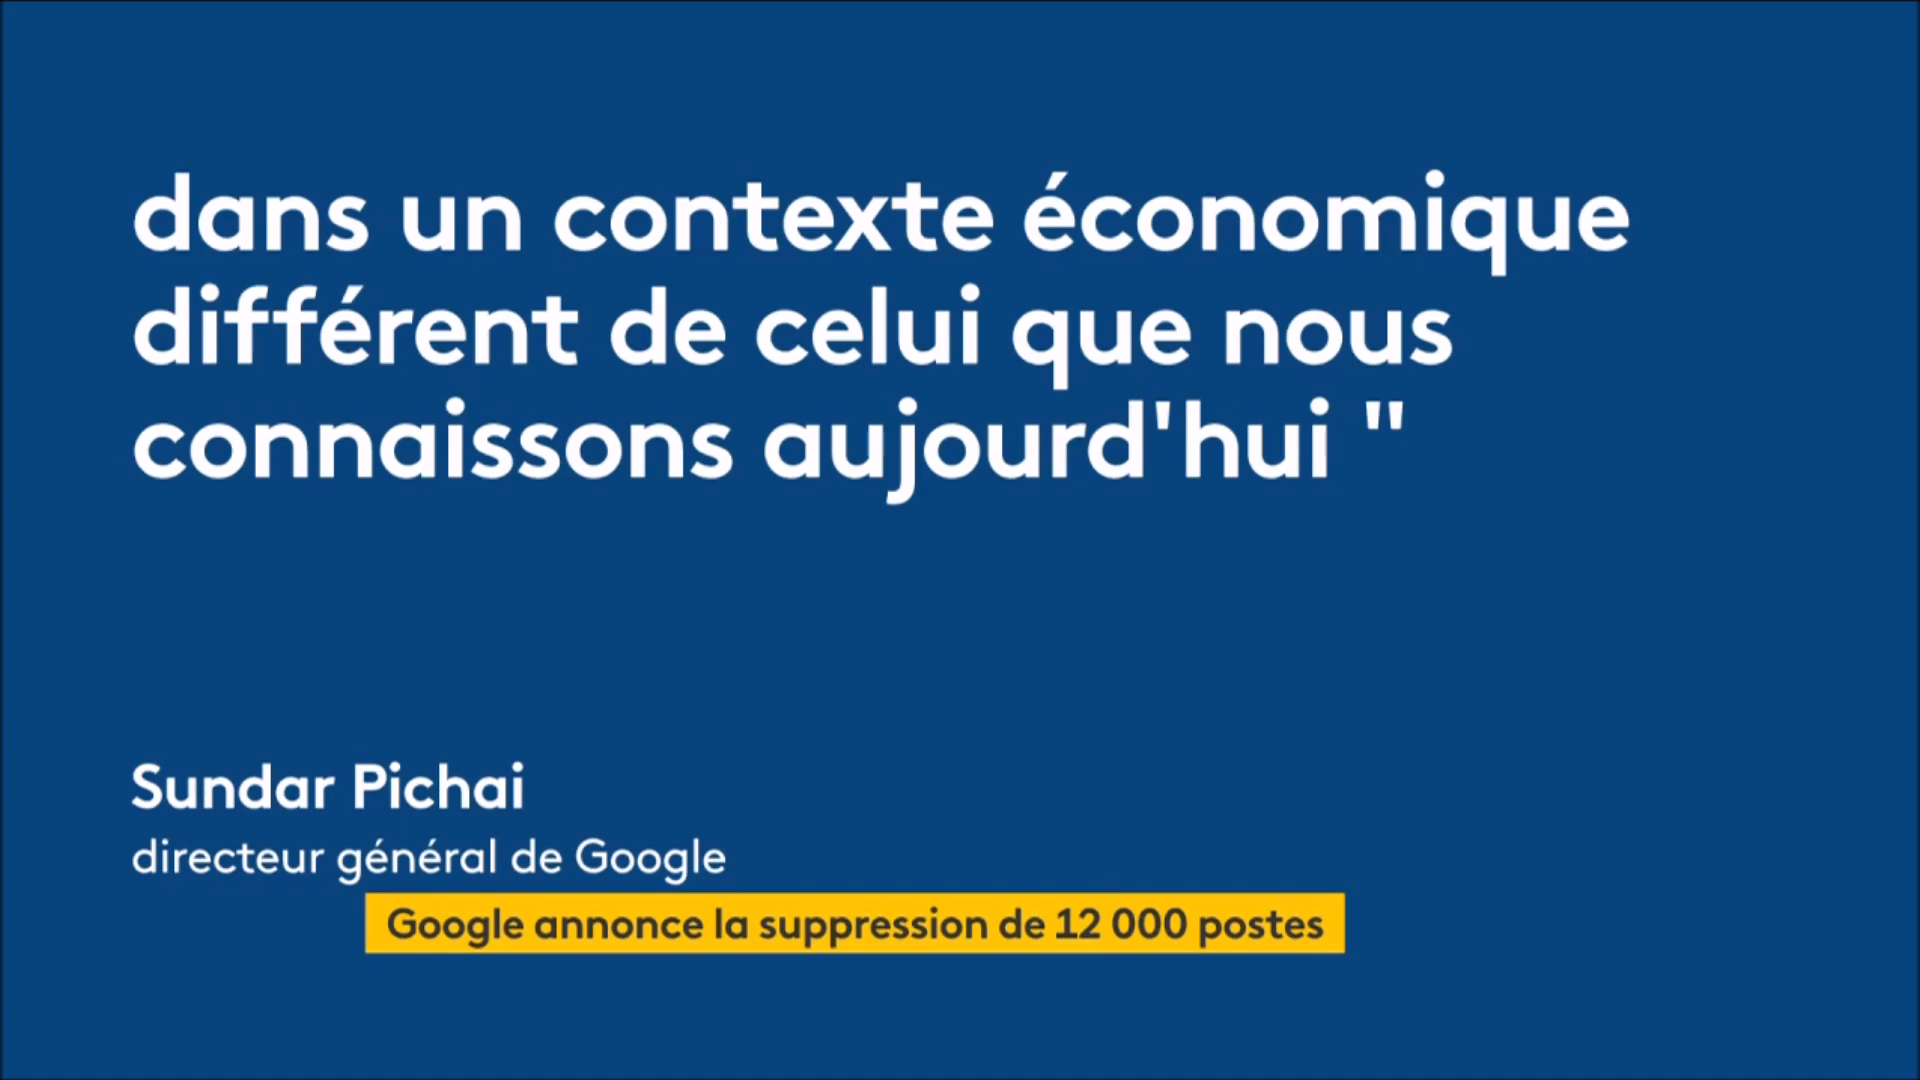 dans un contexte économique
différent de celui que nous
connaissons aujourd'hui "
Sundar Pichai
directeur général de Google
Google annonce la suppression de 12 000 postes